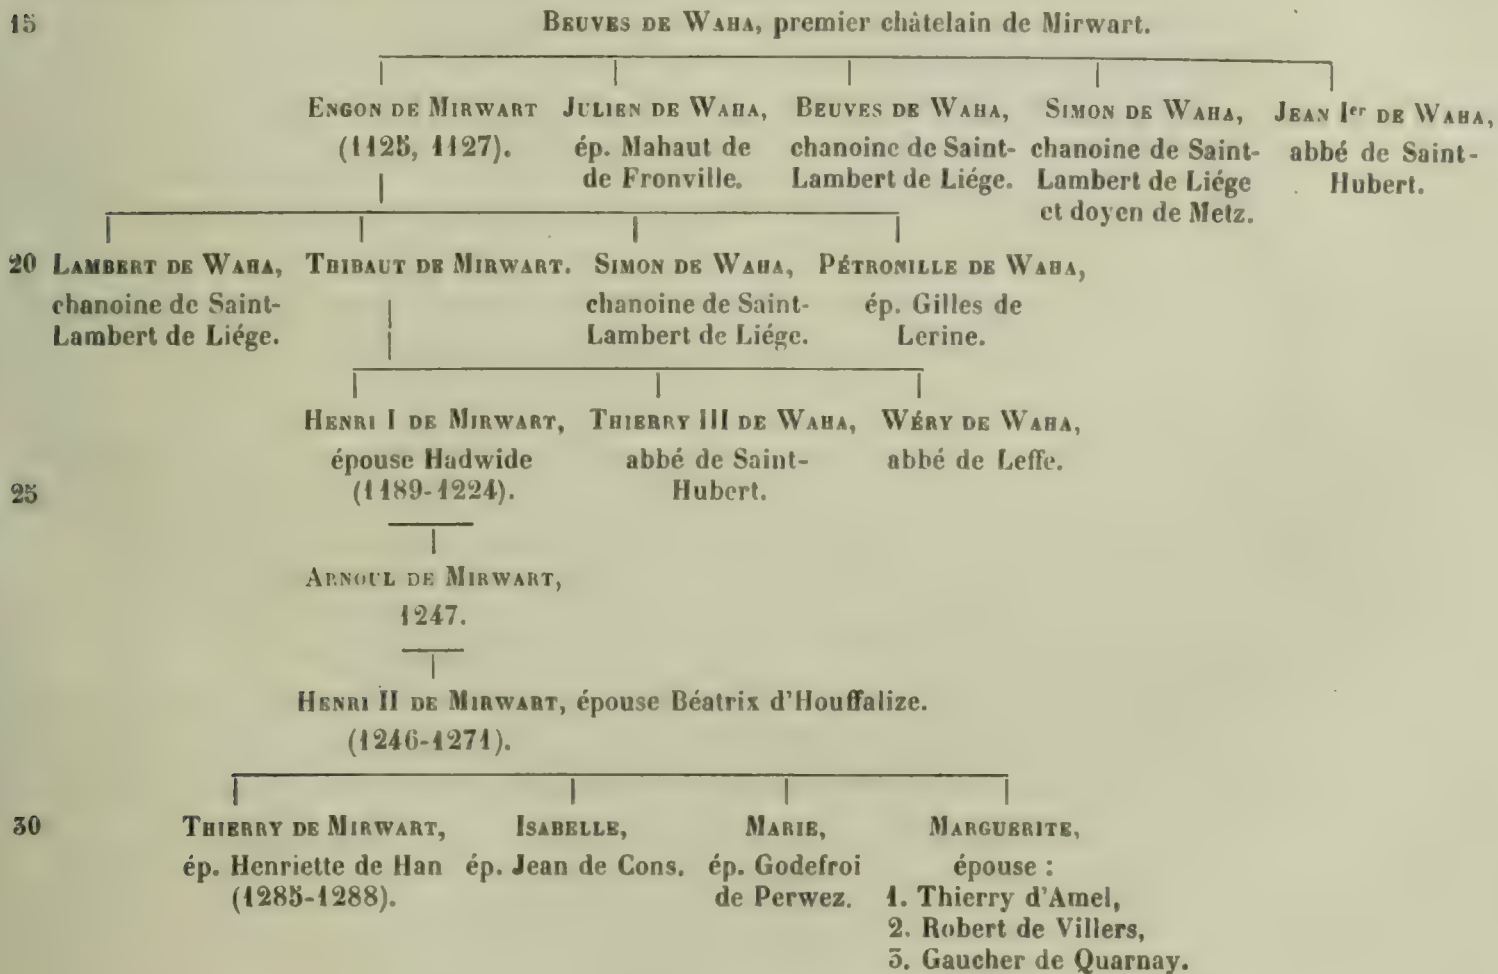 15 BEUVES DE WAHA, premier châtelain de Mirwart.
ENGON DE MIRWART JULIEN DE WAHA, BEUVES DE WAHA, SIMON DE WAHA, JEAN Ier DE WAHA,
(1125, 1127). ép. Mahaut de chanoine de Saint- chanoine de Saint- abbé de Saint-
de Fronville. Lambert de Liége. Lambert de Liége Hubert.
et doyen de Metz.
20 LAMBERT DE WAHA, THIBAUT DE MIRWART. SIMON DE WAHA, PÉTRONILLE DE WAHA,
chanoine de Saint- chanoine de Saint- ép. Gilles de
Lambert de Liége. Lambert de Liége. Lerine.
HENRI I DE MIRWART, THIERRY III DE WAHA, WÉRY DE WAHA,
épouse Hadwide abbé de Saint- abbé de Leffe.
25 (1189-1224). Hubert.
ARNOUL DE MIRWART,
1247.
HENRI II DE MIRWART, épouse Béatrix d'Houffalize.
(1246-1271).
30 THIERRY DE MIRWART, ISABELLE, MARIE, MARGUERITE,
ép. Henriette de Han ép. Jean de Cons. ép. Godefroi épouse :
(1285-1288). de Perwez. 1. Thierry d'Amel,
2. Robert de Villers,
3. Gaucher de Quarnay.